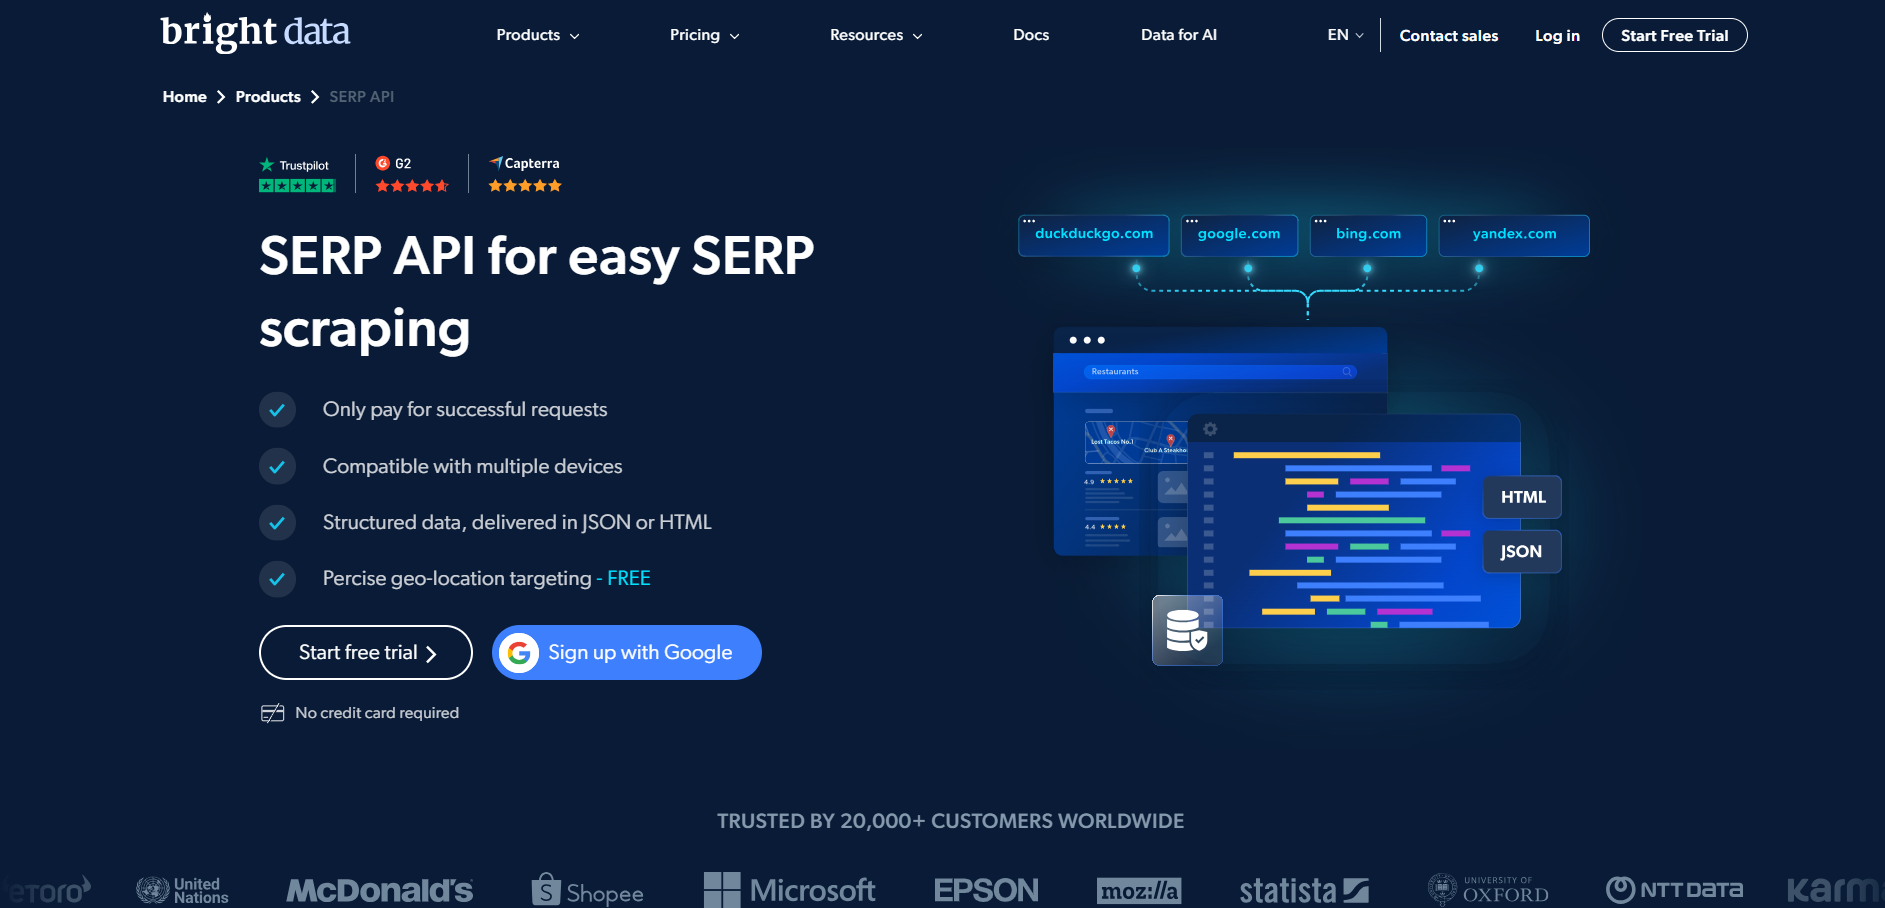 bright data
Products
Pricing
Resources
Docs
Data for AI
EN
Contact sales
Log in
Start Free Trial
Home
Products
SERP API
Trustpilot
G2
Capterra
SERP API for easy SERP
scraping
Only pay for successful requests
Compatible with multiple devices
Structured data, delivered in JSON or HTML
Percise geo-location targeting - FREE
Start free trial
Sign up with Google
No credit card required
duckduckgo.com
google.com
bing.com
yandex.com
Restaurants
Lost Tacos No.1
Club A Steakho
4.9
4.4
HTML
JSON
TRUSTED BY 20,000+ CUSTOMERS WORLDWIDE
eToro
United
Nations
McDonald's
Shopee
Microsoft
EPSON
moz://a
statista
UNIVERSITY OF
OXFORD
NTT DATA
karm